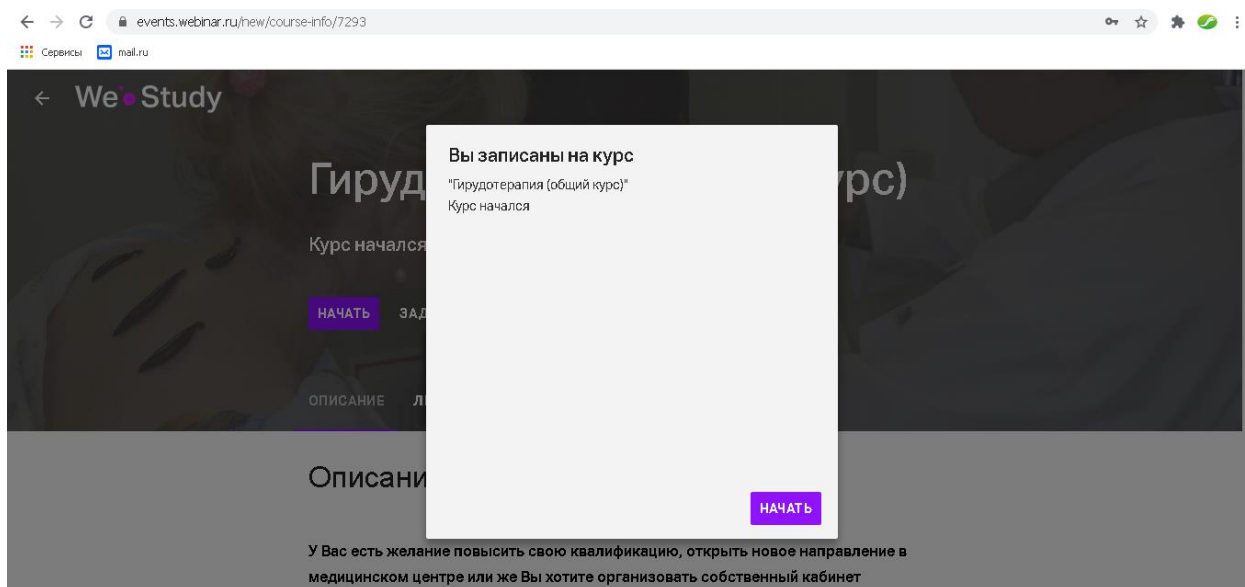 events.webinar.ru/new/course-info/7293
Сервисы mail.ru
We Study
Гируд урс)
Курс начался
НАЧАТЬ ЗАД
ОПИСАНИЕ Л
Вы записаны на курс
"Гирудотерапия (общий курс)"
Курс начался
НАЧАТЬ
Описани
У Вас есть желание повысить свою квалификацию, открыть новое направление в
медицинском центре или же Вы хотите организовать собственный кабинет